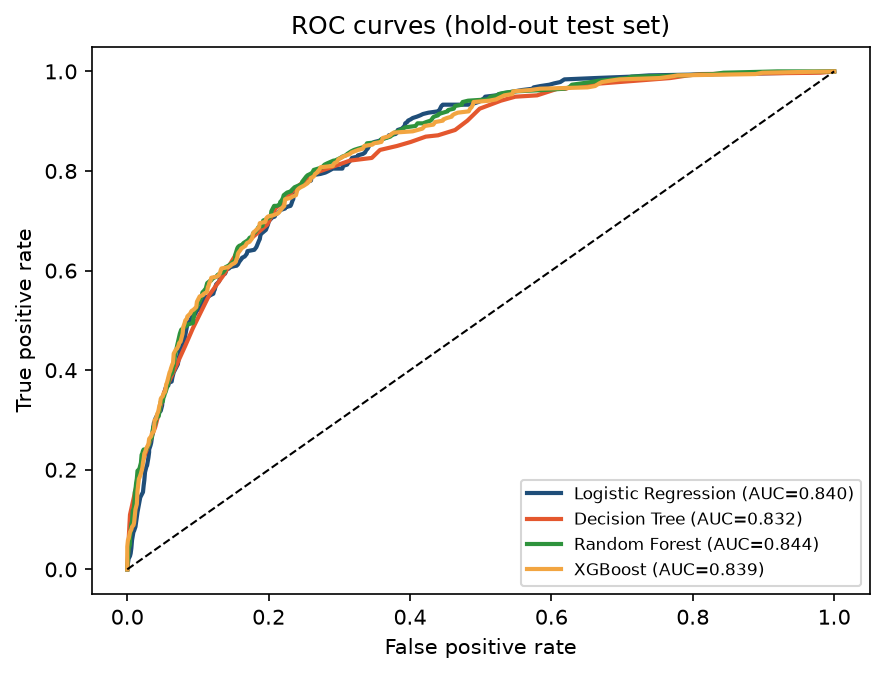 ROC curves (hold-out test set)
True positive rate
1.0
0.8
0.6
0.4
0.2
0.0
Logistic Regression (AUC=0.840)
Decision Tree (AUC=0.832)
Random Forest (AUC=0.844)
XGBoost (AUC=0.839)
0.0 0.2 0.4 0.6 0.8 1.0
False positive rate